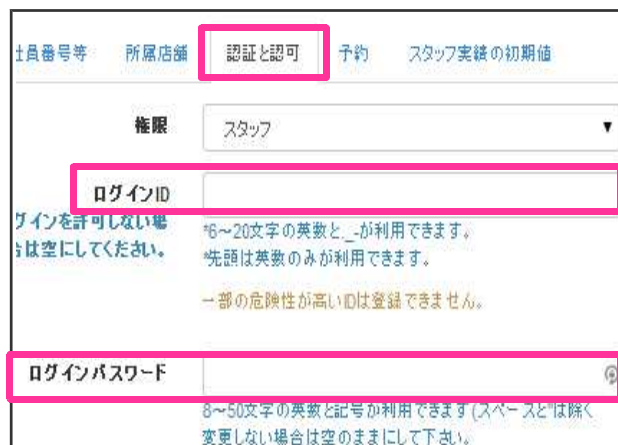 社員番号等 所属店舗 認証と認可 予約 スタッフ実績の初期値
権限 スタッフ
ログインID
グインを許可しない場
合は空にしてください。
*6～20文字の英数と._-が利用できます。
*先頭は英数のみが利用できます。
一部の危険性が高いIDは登録できません。
ログインパスワード
8～50文字の英数と記号が利用できます(スペースと"は除く
変更しない場合は空のままにして下さい。